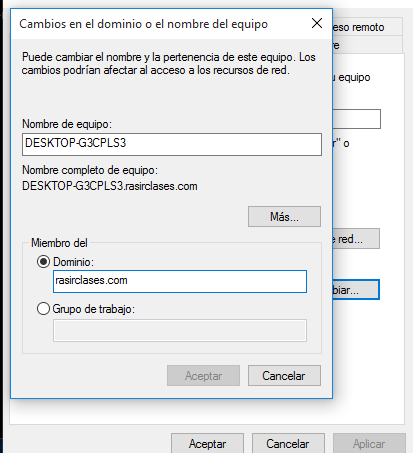 Cambios en el dominio o el nombre del equipo
Puede cambiar el nombre y la pertenencia de este equipo. Los
cambios podrían afectar al acceso a los recursos de red.
Nombre de equipo:
DESKTOP-G3CPLS3
Nombre completo de equipo:
DESKTOP-G3CPLS3.rasirclases.com
Más...
Miembro del
Dominio:
rasirclases.com
Grupo de trabajo:
Aceptar Cancelar
remoto
equipo
" o
red...
Aceptar Cancelar Aplicar